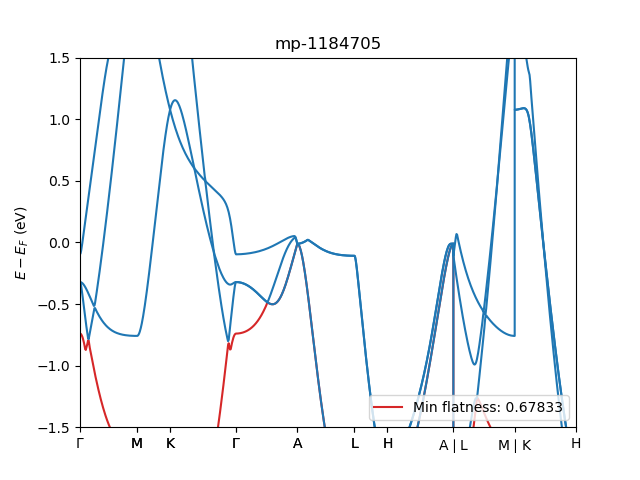 mp-1184705
E − E_F (eV)
1.5
1.0
0.5
0.0
−0.5
−1.0
−1.5
Min flatness: 0.67833
Γ M K Γ A L H A | L M | K H